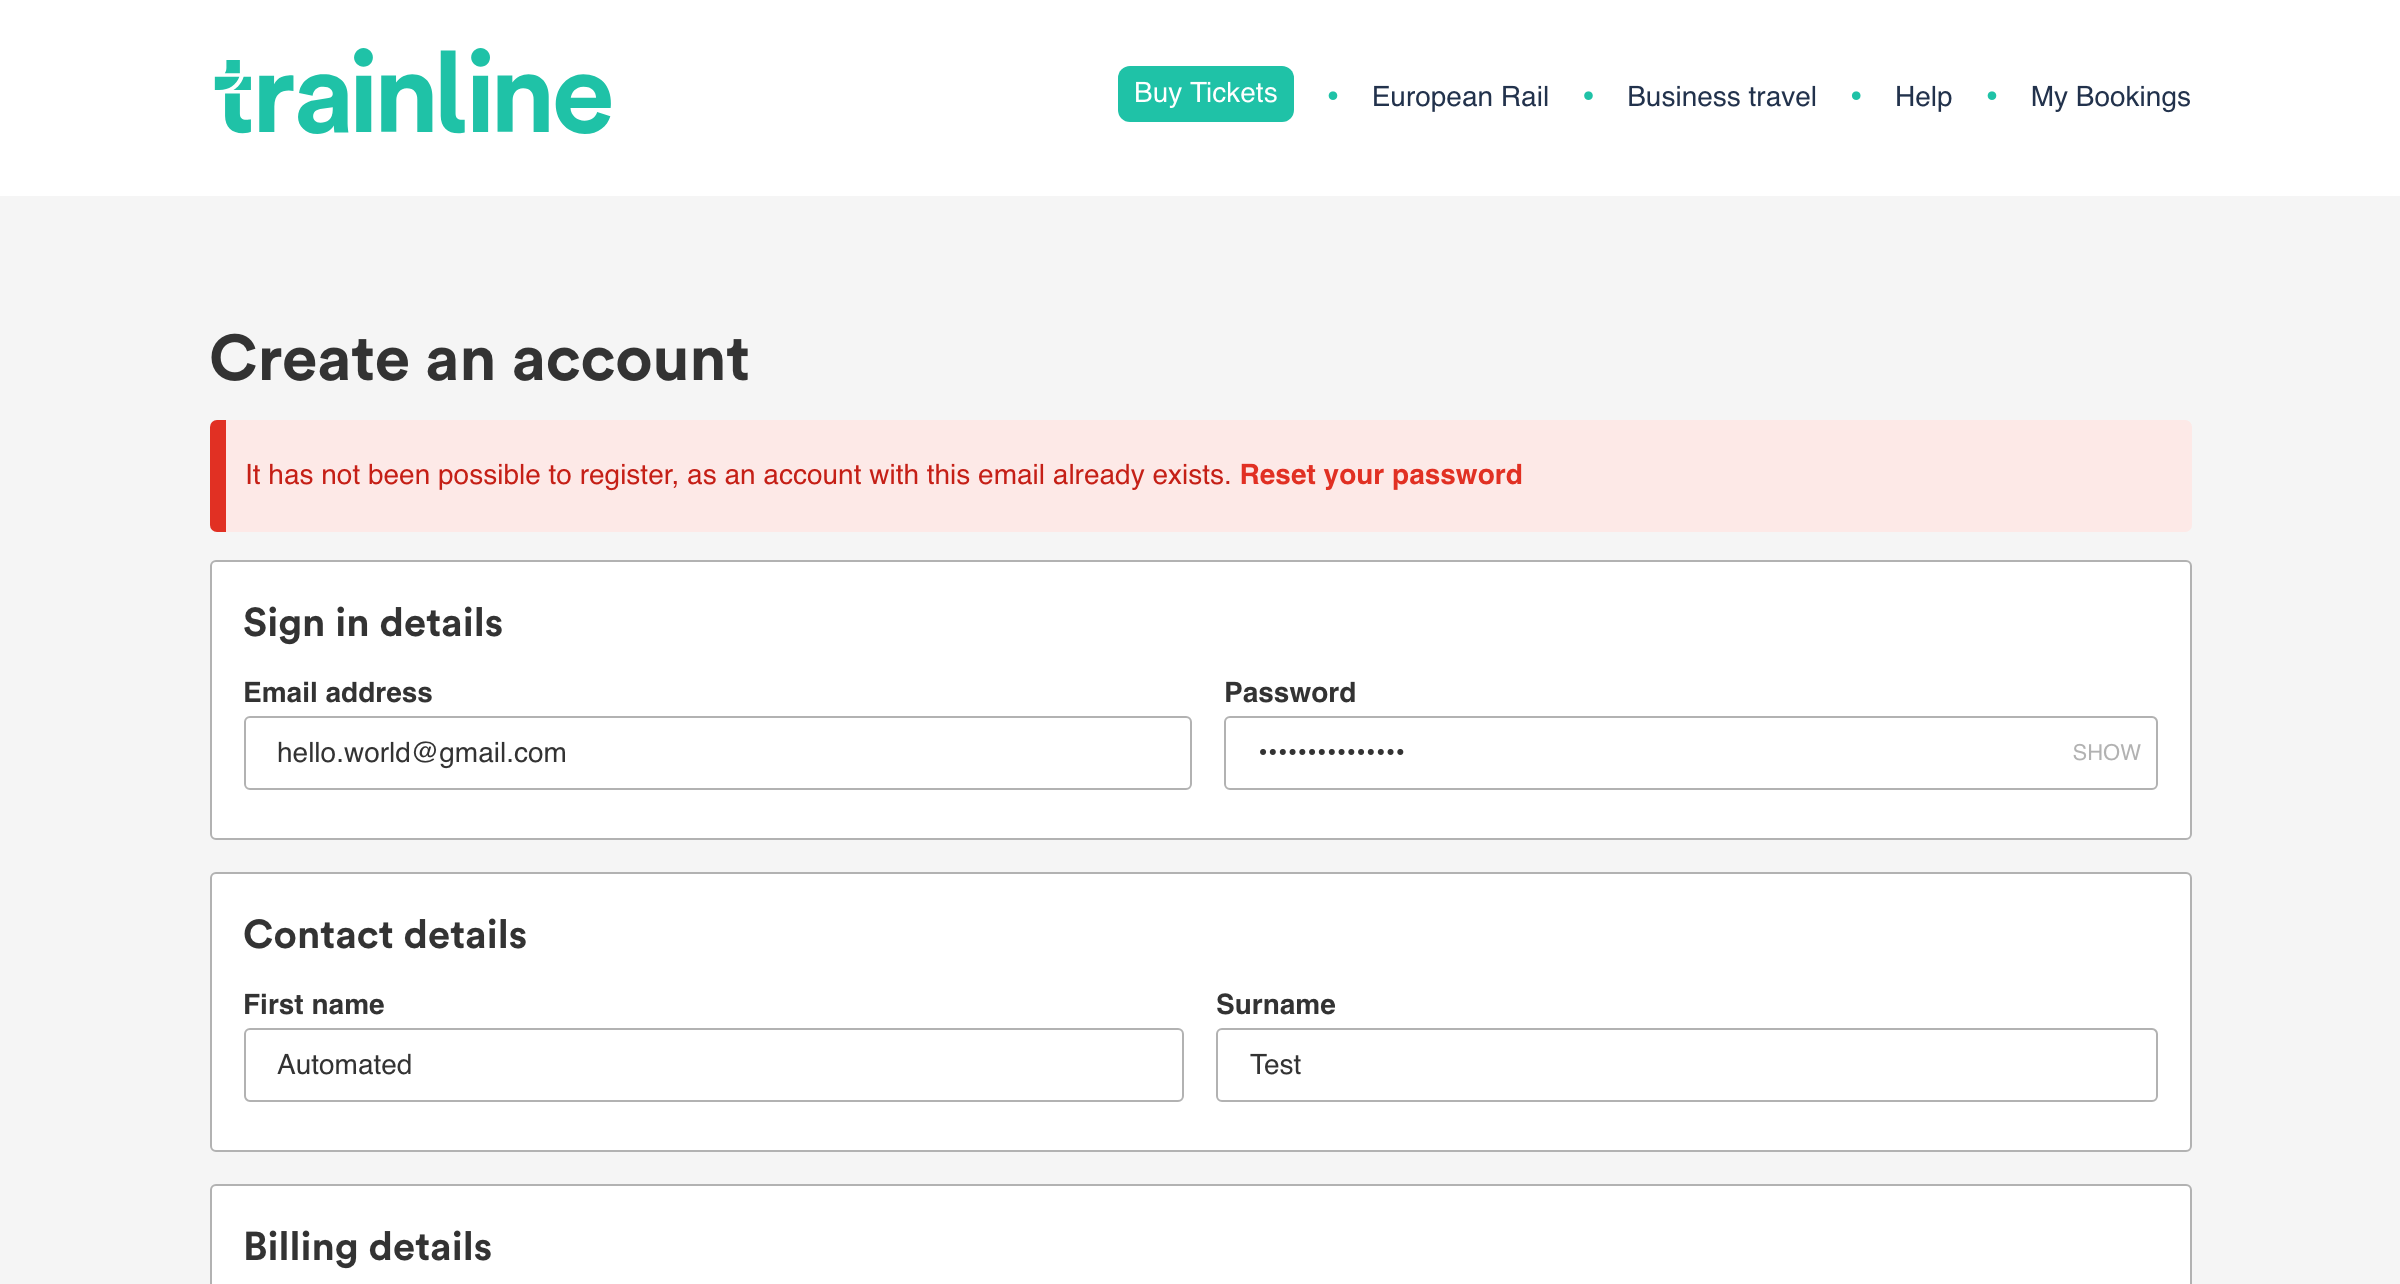 trainline
Buy Tickets • European Rail • Business travel • Help • My Bookings
Create an account
It has not been possible to register, as an account with this email already exists. Reset your password
Sign in details
Email address Password
hello.world@gmail.com ••••••••••••••• SHOW
Contact details
First name Surname
Automated Test
Billing details